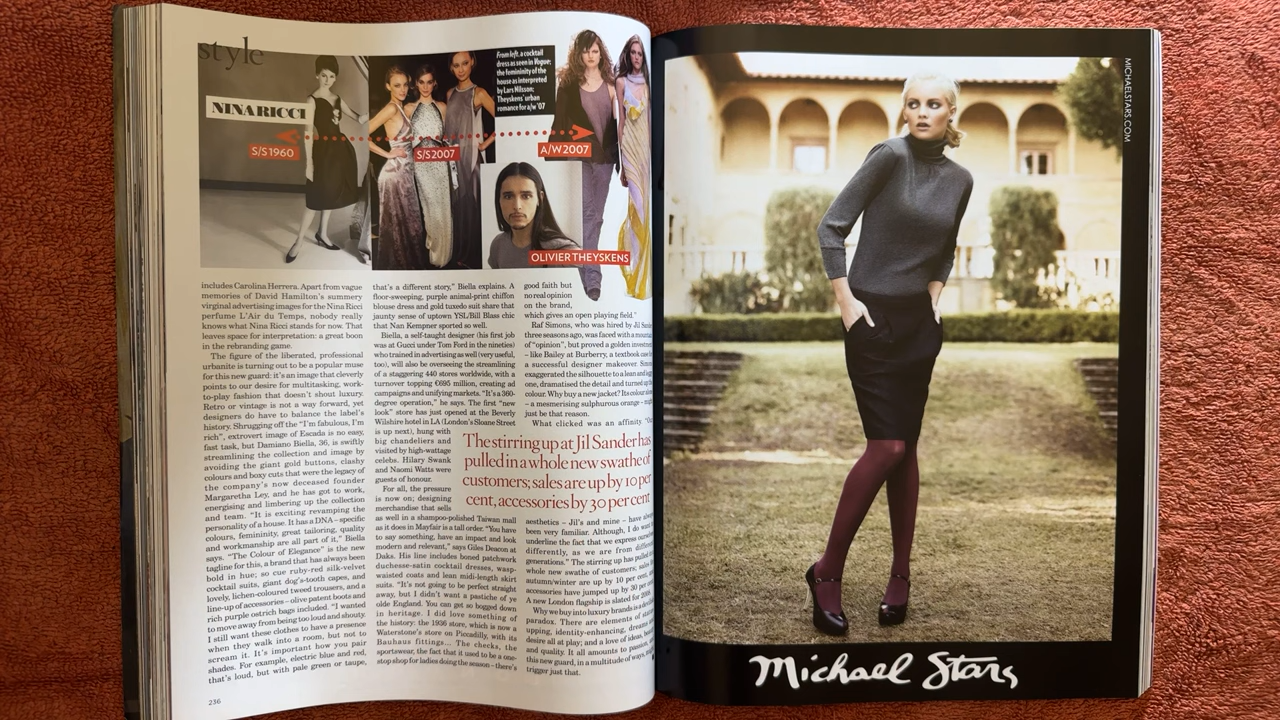 style
NINA RICCI
S/S 1960
S/S 2007
From left, a cocktail
dress as seen in Vogue;
the femininity of the
house as interpreted
by Lars Nilsson;
Theyskens' urban
romance for a/w '07
A/W 2007
OLIVIER THEYSKENS
includes Carolina Herrera. Apart from vague
memories of David Hamilton's summery
virginal advertising images for the Nina Ricci
perfume L'Air du Temps, nobody really
knows what Nina Ricci stands for now. That
leaves space for interpretation: a great boon
in the rebranding game.
The figure of the liberated, professional
urbanite is turning out to be a popular muse
for this new guard: it's an image that cleverly
points to our desire for multitasking, work-
to-play fashion that doesn't shout luxury.
Retro or vintage is not a way forward, yet
designers do have to balance the label's
history. Shrugging off the "I'm fabulous, I'm
rich", extrovert image of Escada is no easy,
fast task, but Damiano Biella, 36, is swiftly
streamlining the collection and image by
avoiding the giant gold buttons, clashy
colours and boxy cuts that were the legacy of
the company's now deceased founder
Margaretha Ley, and he has got to work,
energising and limbering up the collection
and team. "It is exciting revamping the
personality of a house. It has a DNA – specific
colours, femininity, great tailoring, quality
and workmanship are all part of it," Biella
says. "The Colour of Elegance" is the new
tagline for this, a brand that has always been
bold in hue; so cue ruby-red silk-velvet
cocktail suits, giant dog's-tooth capes, and
lovely, lichen-coloured tweed trousers, and a
line-up of accessories – olive patent boots and
rich purple ostrich bags included. "I wanted
to move away from being too loud and shouty.
I still want these clothes to have a presence
when they walk into a room, but not to
scream it. It's important how you pair
shades. For example, electric blue and red,
that's loud, but with pale green or taupe,
that's a different story," Biella explains. A
floor-sweeping, purple animal-print chiffon
blouse dress and gold tuxedo suit share that
jaunty sense of uptown YSL/Bill Blass chic
that Nan Kempner sported so well.
Biella, a self-taught designer (his first job
was at Gucci under Tom Ford in the nineties)
who trained in advertising as well (very useful,
too), will also be overseeing the streamlining
of a staggering 440 stores worldwide, with a
turnover topping €695 million, creating ad
campaigns and unifying markets. "It's a 360-
degree operation," he says. The first "new
look" store has just opened at the Beverly
Wilshire hotel in LA (London's Sloane Street
is up next), hung with
big chandeliers and
visited by high-wattage
celebs. Hilary Swank
and Naomi Watts were
guests of honour.
For all, the pressure
is now on; designing
merchandise that sells
as well in a shampoo-polished Taiwan mall
as it does in Mayfair is a tall order. "You have
to say something, have an impact and look
modern and relevant," says Giles Deacon at
Daks. His line includes honed patchwork
duchesse-satin cocktail dresses, wasp-
waisted coats and lean midi-length skirt
suits. "It's not going to be perfect straight
away, but I didn't want a pastiche of ye
olde England. You can get so bogged down
in heritage. I did love something of
the history: the 1936 store, which is now a
Waterstone's store on Piccadilly, with its
Bauhaus fittings... The checks, the
sportswear, the fact that it used to be a one-
stop shop for ladies doing the season – there's
good faith but
no real opinion
on the brand,
which gives an open playing field."
Raf Simons, who was hired by Jil
three seasons ago, was faced with a
of "opinion", but proved a golden
– like Bailey at Burberry, a textbook
a successful designer makeover.
exaggerated the silhouette to a lean and
one, dramatised the detail and turned up
colour. Why buy a new jacket? Its colour
– a mesmerising sulphurous orange –
just be that reason.
What clicked was an affinity
The stirring up at Jil Sander has
pulled in a whole new swathe of
customers; sales are up by 10 per
cent, accessories by 30 per cent
aesthetics – Jil's and mine – have
been very familiar. Although, I do
underline the fact that we express
differently, as we are from
generations." The stirring up has
whole new swathe of customers;
autumn/winter are up by 10 per cent,
accessories have jumped up by 30
A new London flagship is slated for
Why we buy into luxury brands is a
paradox. There are elements of
upping, identity-enhancing,
desire all at play; and a love of ideas,
and quality. It all amounts to
this new guard, in a multitude of ways,
trigger just that.
236
MICHAELSTARS.COM
Michael Stars